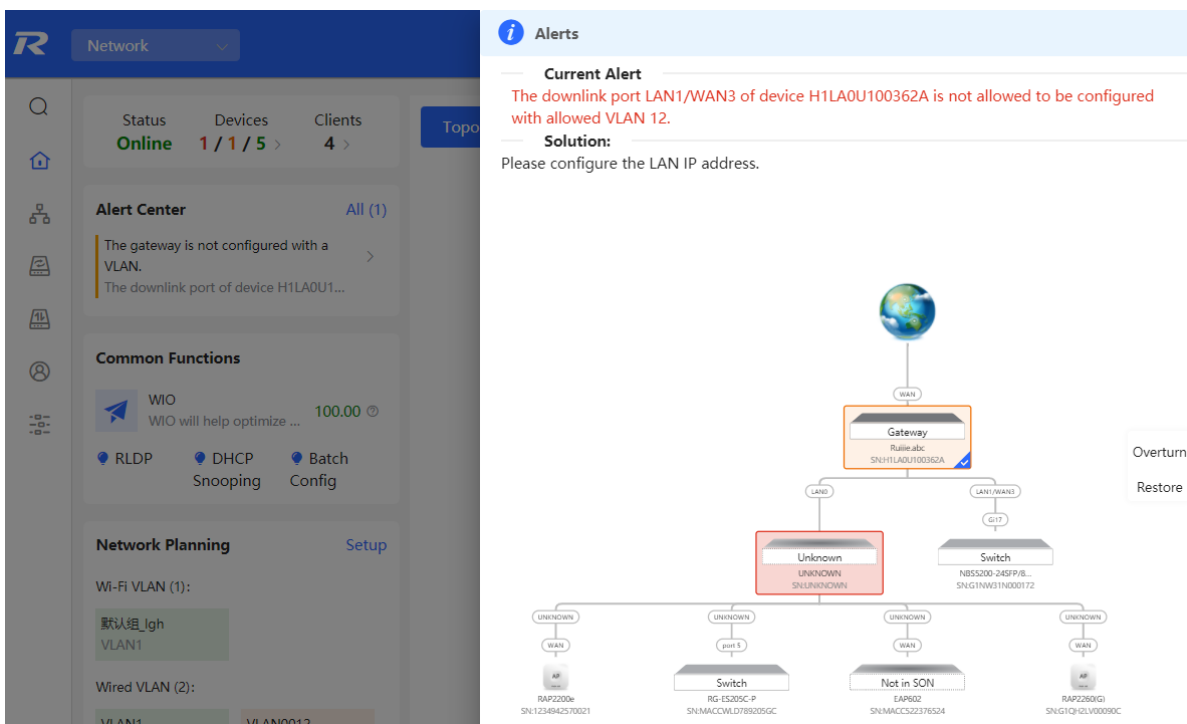 Network
Status
Devices
Clients
Online
1 / 1 / 5
4
Topo
Alert Center
All (1)
The gateway is not configured with a
VLAN.
The downlink port of device H1LA0U1...
Common Functions
WIO
WIO will help optimize ...
100.00
RLDP
DHCP
Snooping
Batch
Config
Network Planning
Setup
Wi-Fi VLAN (1):
默认组_lgh
VLAN1
Wired VLAN (2):
VLAN1
VLAN0012
Alerts
Current Alert
The downlink port LAN1/WAN3 of device H1LA0U100362A is not allowed to be configured
with allowed VLAN 12.
Solution:
Please configure the LAN IP address.
WAN
Gateway
Ruiiie.abc
SN:H1LA0U100362A
Overturn
Restore
LAN0
LAN1/WAN3
Gi17
Unknown
UNKNOWN
SN:UNKNOWN
Switch
NBS5200-24SFP/8...
SN:G1NW31N000172
UNKNOWN
UNKNOWN
UNKNOWN
UNKNOWN
WAN
port 5
WAN
WAN
AP
RAP2200e
SN:1234942570021
Switch
RG-ES205C-P
SN:MACCWLD789205GC
Not in SON
EAP602
SN:MACC522376524
AP
RAP2260(G)
SN:G1QH2LV00090C